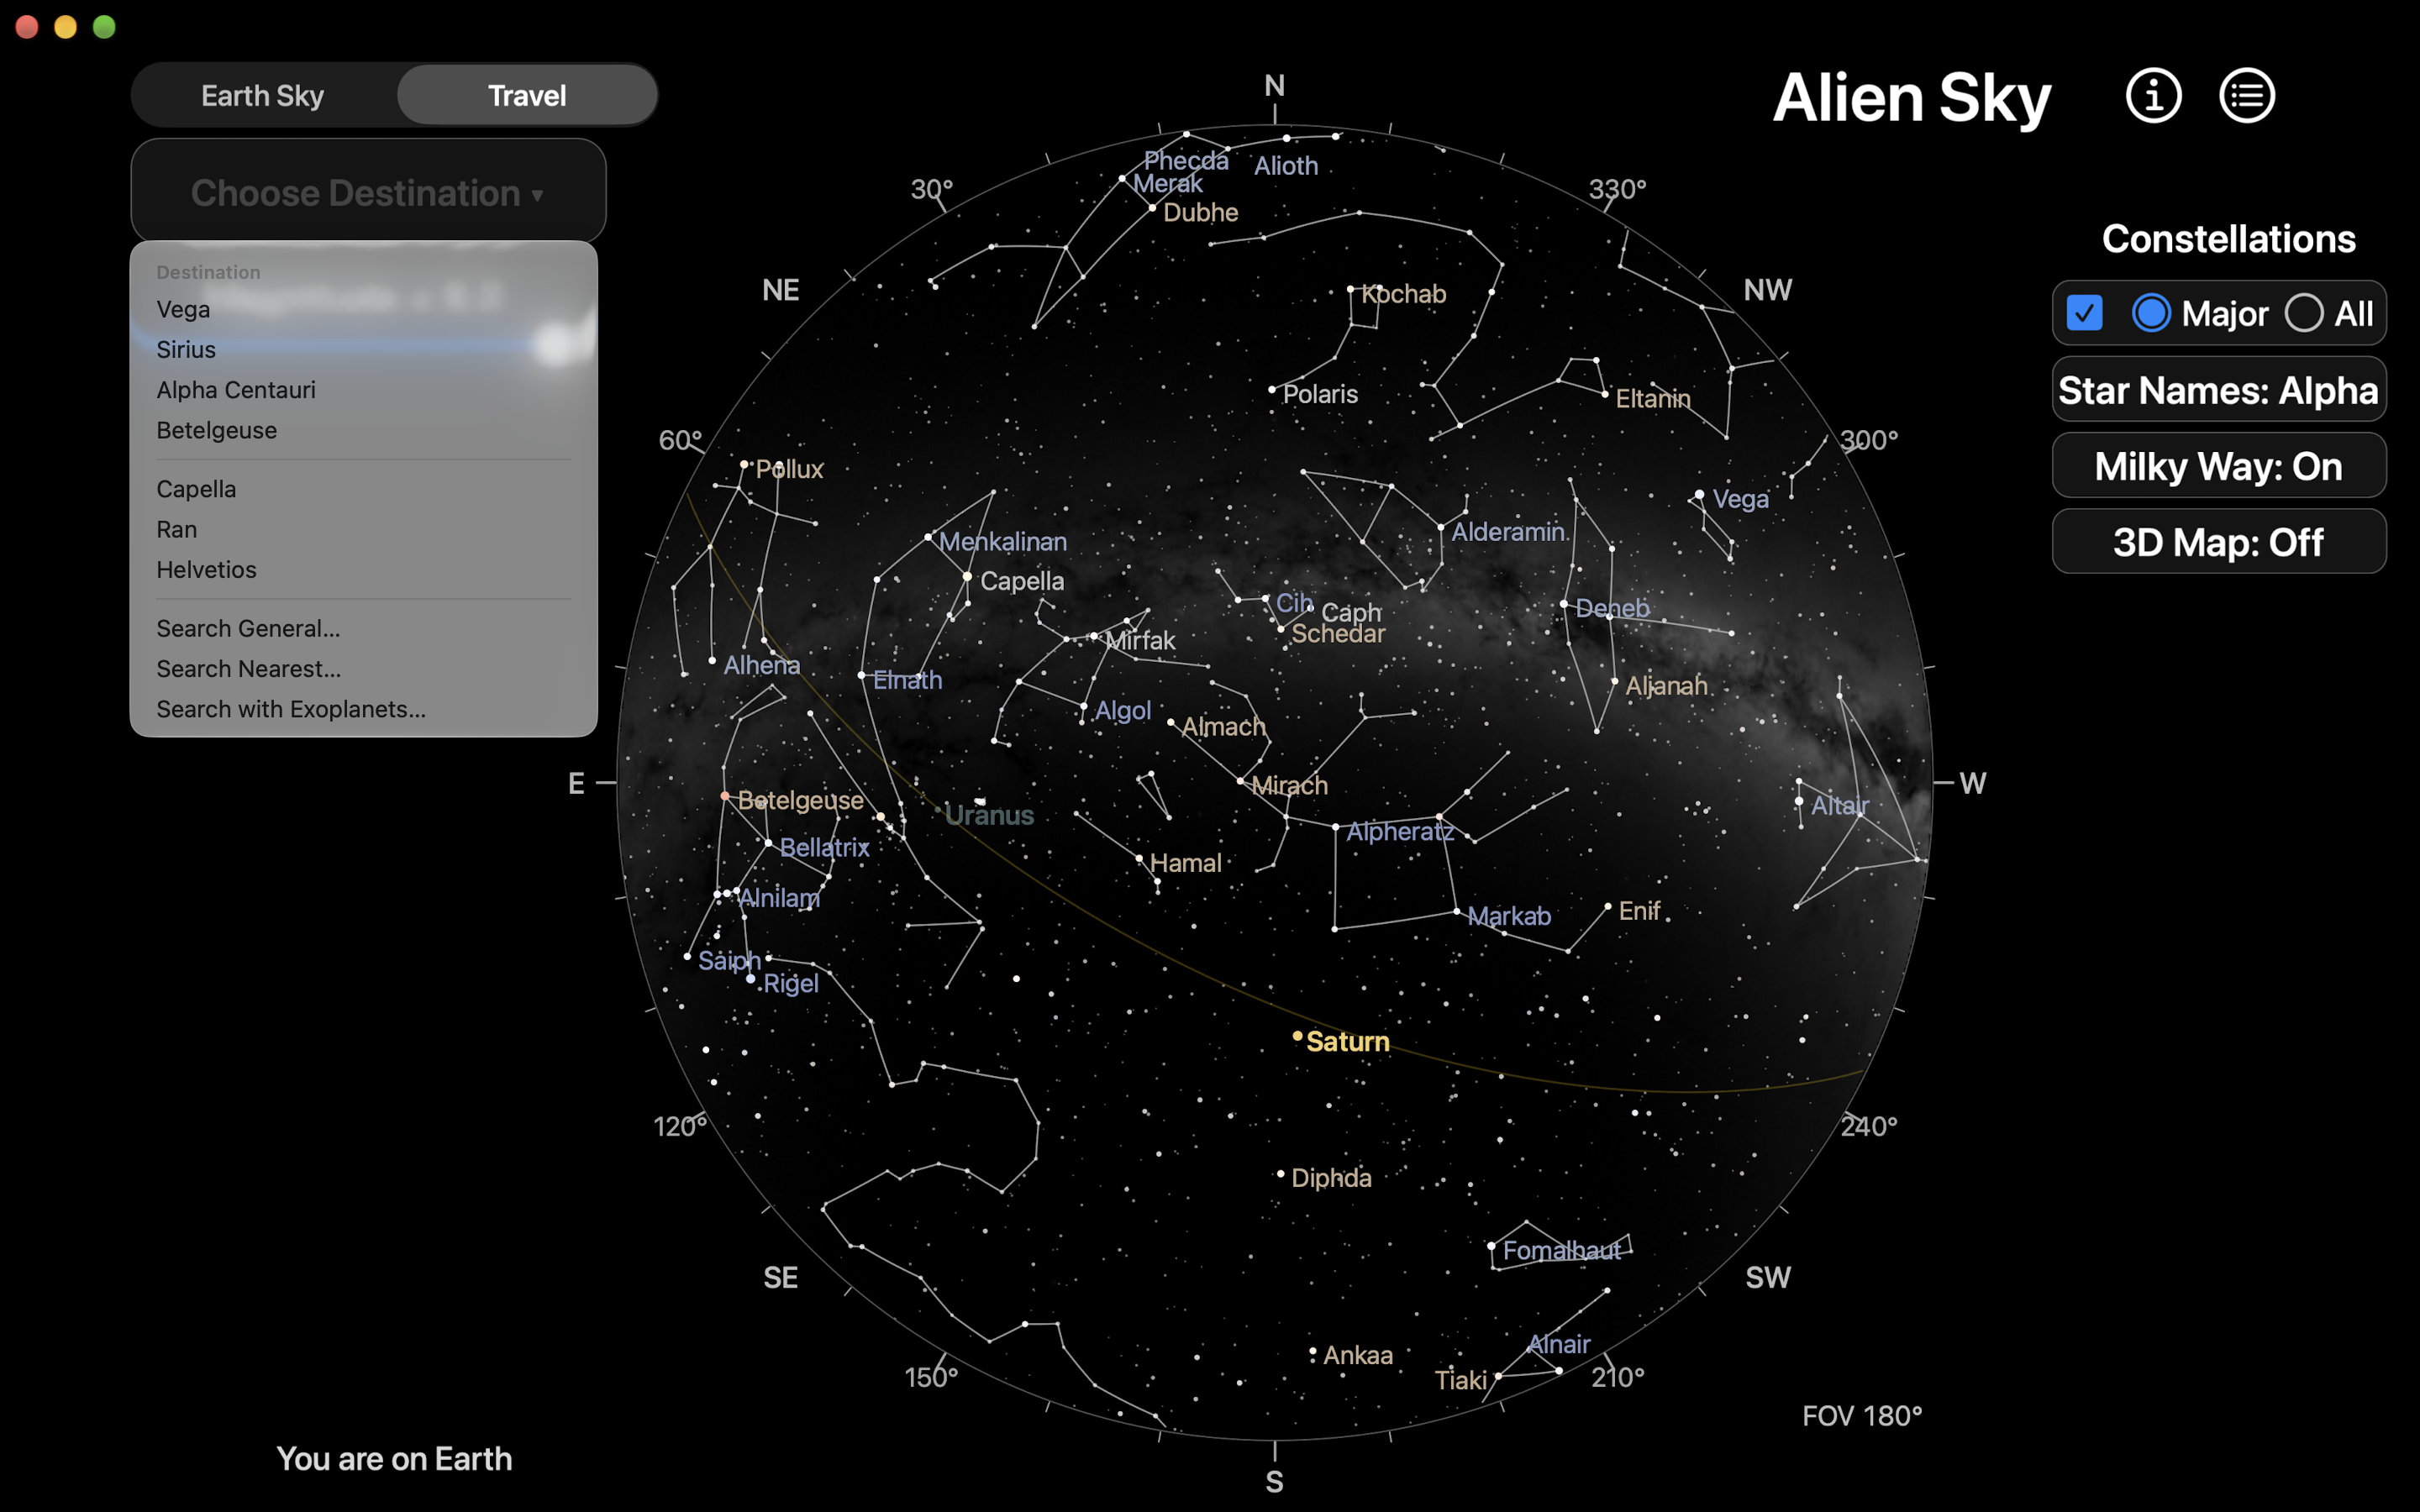 Earth Sky
Travel
Alien Sky
Choose Destination ▾
Destination
Vega
Sirius
Alpha Centauri
Betelgeuse
Capella
Ran
Helvetios
Search General...
Search Nearest...
Search with Exoplanets...
You are on Earth
N
30°
330°
NE
NW
60°
300°
E
W
120°
240°
SE
SW
150°
210°
S
FOV 180°
Phecda
Alioth
Merak
Dubhe
Kochab
Polaris
Eltanin
Pollux
Vega
Menkalinan
Alderamin
Capella
Cih
Caph
Deneb
Schedar
Mirfak
Alhena
Elnath
Aljanah
Algol
Almach
Mirach
Betelgeuse
Uranus
Altair
Alpheratz
Bellatrix
Hamal
Alnilam
Markab
Enif
Saiph
Rigel
Saturn
Diphda
Fomalhaut
Alnair
Ankaa
Tiaki
Constellations
Major
All
Star Names: Alpha
Milky Way: On
3D Map: Off